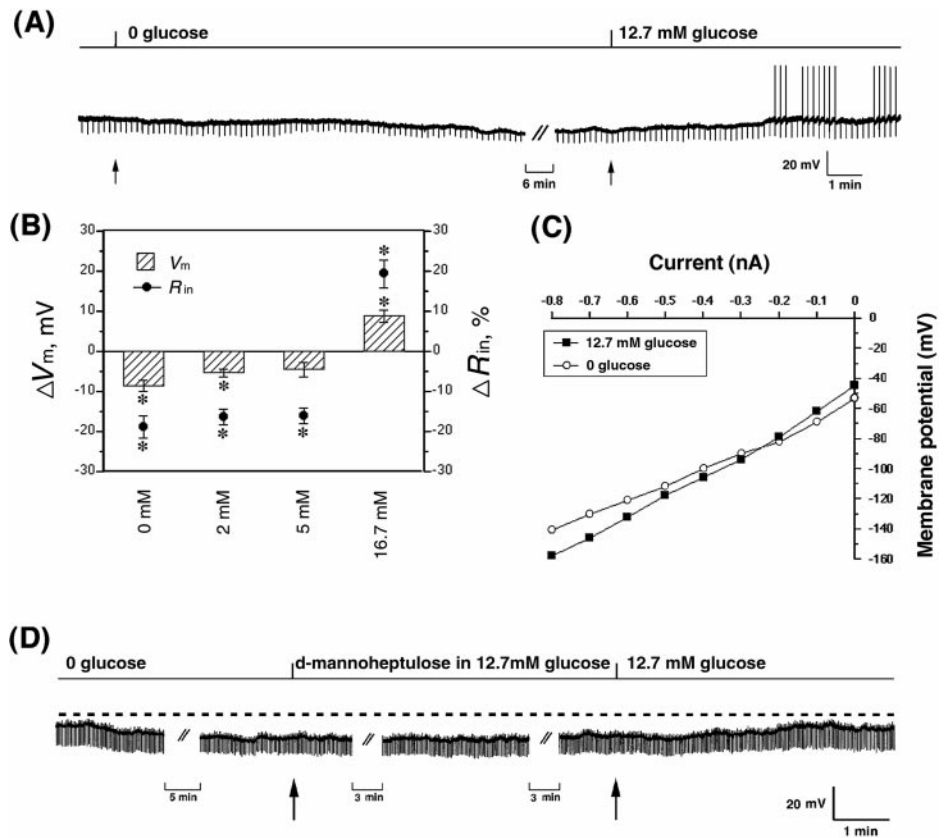 (A)
0 glucose
12.7 mM glucose
6 min
20 mV
1 min
(B)
30
20
10
0
-10
-20
-30
ΔVm, mV
Vm
Rin
*
*
*
*
*
*
*
30
20
10
0
-10
-20
-30
ΔRin, %
0 mM
2 mM
5 mM
16.7 mM
(C)
Current (nA)
-0.8 -0.7 -0.6 -0.5 -0.4 -0.3 -0.2 -0.1 0
12.7 mM glucose
0 glucose
0
-20
-40
-60
-80
-100
-120
-140
-160
Membrane potential (mV)
(D)
0 glucose
d-mannoheptulose in 12.7mM glucose
12.7 mM glucose
5 min
3 min
3 min
20 mV
1 min